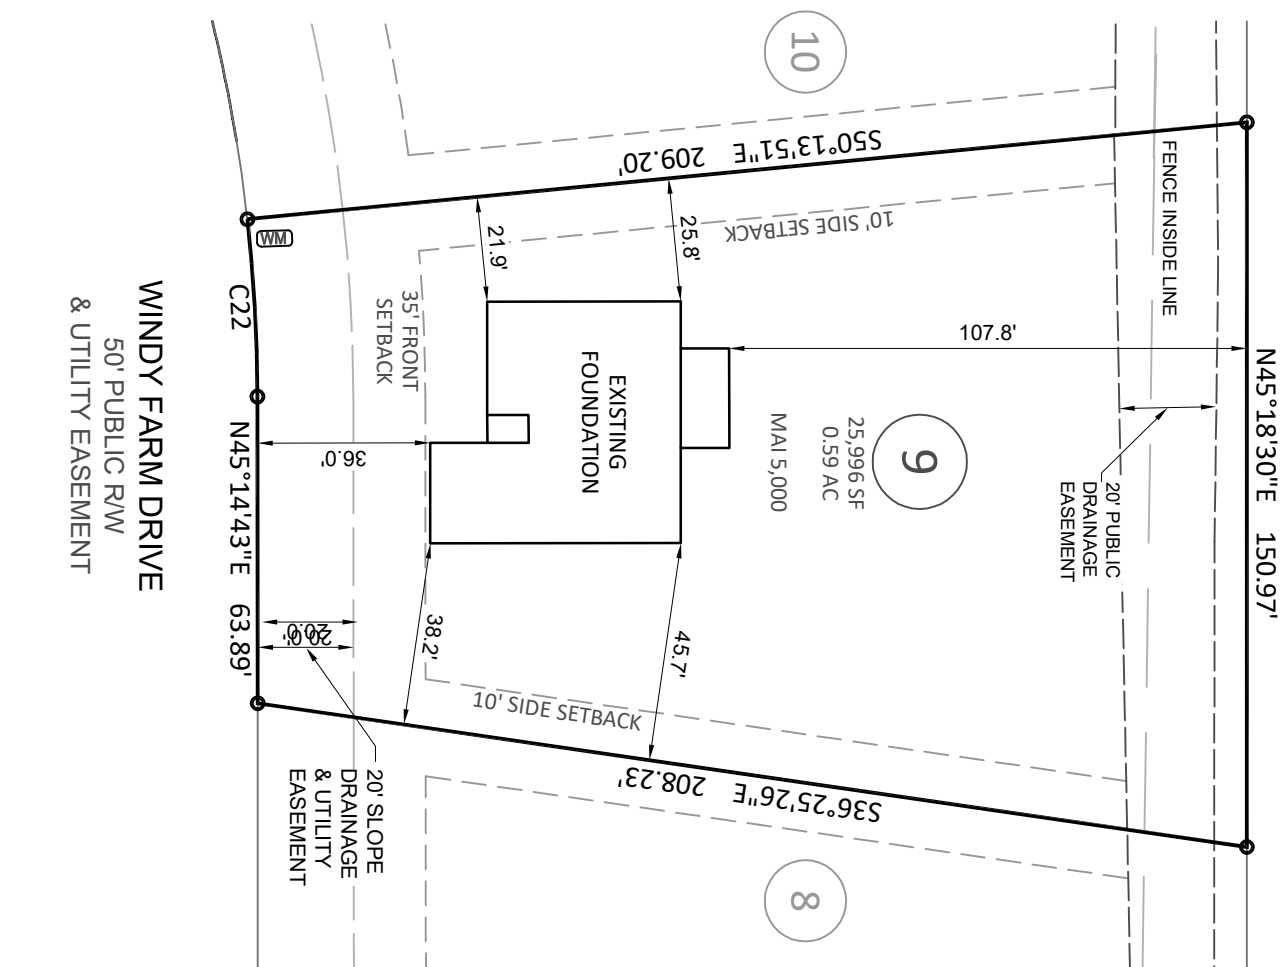 10
S50°13'51"E 209.20'
FENCE INSIDE LINE
10' SIDE SETBACK
25.8'
21.9'
WM
C22
35' FRONT
SETBACK
WINDY FARM DRIVE
50' PUBLIC R/W
& UTILITY EASEMENT
EXISTING
FOUNDATION
107.8'
N45°18'30"E 150.97'
9
25,996 SF
0.59 AC
MAI 5,000
20' PUBLIC
DRAINAGE
EASEMENT
36.0'
N45°14'43"E 63.89'
20.0'
20.0'
38.2'
45.7'
10' SIDE SETBACK
S36°25'26"E 208.23'
20' SLOPE
DRAINAGE
& UTILITY
EASEMENT
8